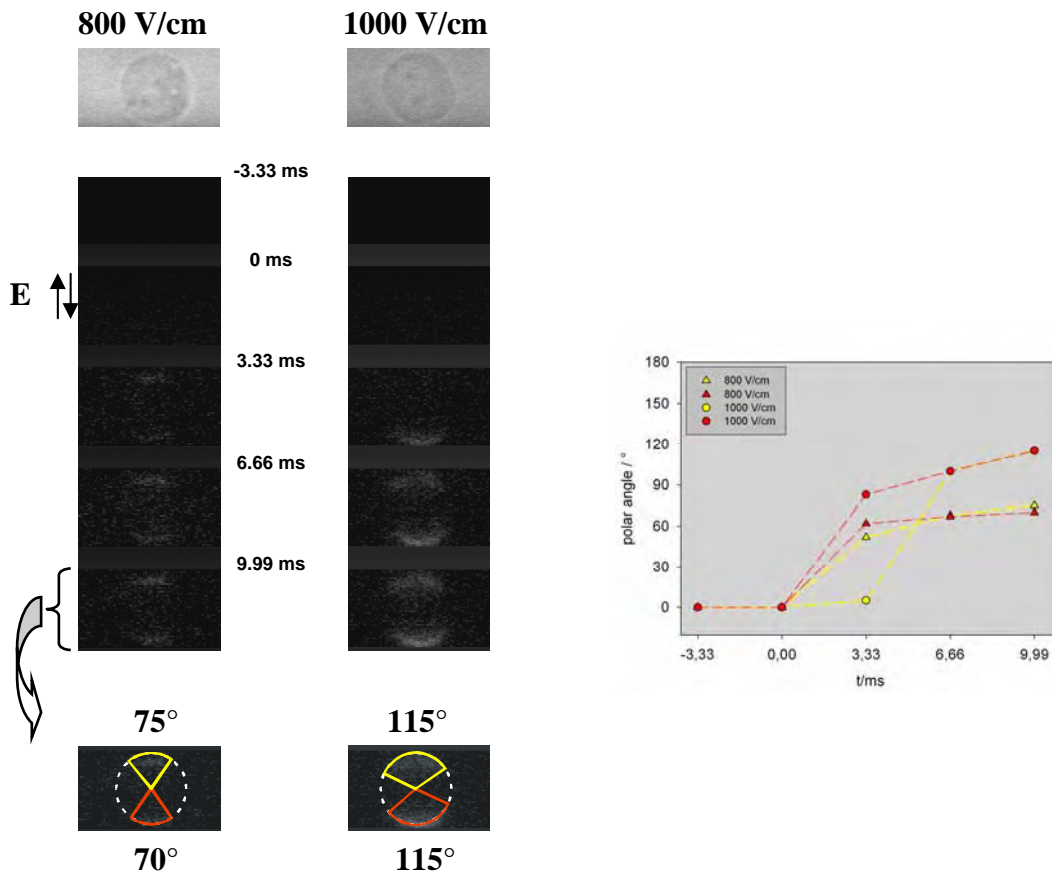 800 V/cm 1000 V/cm
-3.33 ms
0 ms
E
3.33 ms
6.66 ms
9.99 ms
75° 115°
70° 115°
180
150
120
90
60
30
0
polar angle / °
800 V/cm
800 V/cm
1000 V/cm
1000 V/cm
-3,33 0,00 3,33 6,66 9,99
t/ms